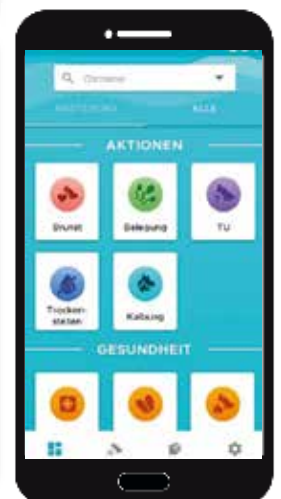 AKTIONEN
ALLE
Brunst
Belegung
TU
Trocken-
stellen
Kalbung
GESUNDHEIT